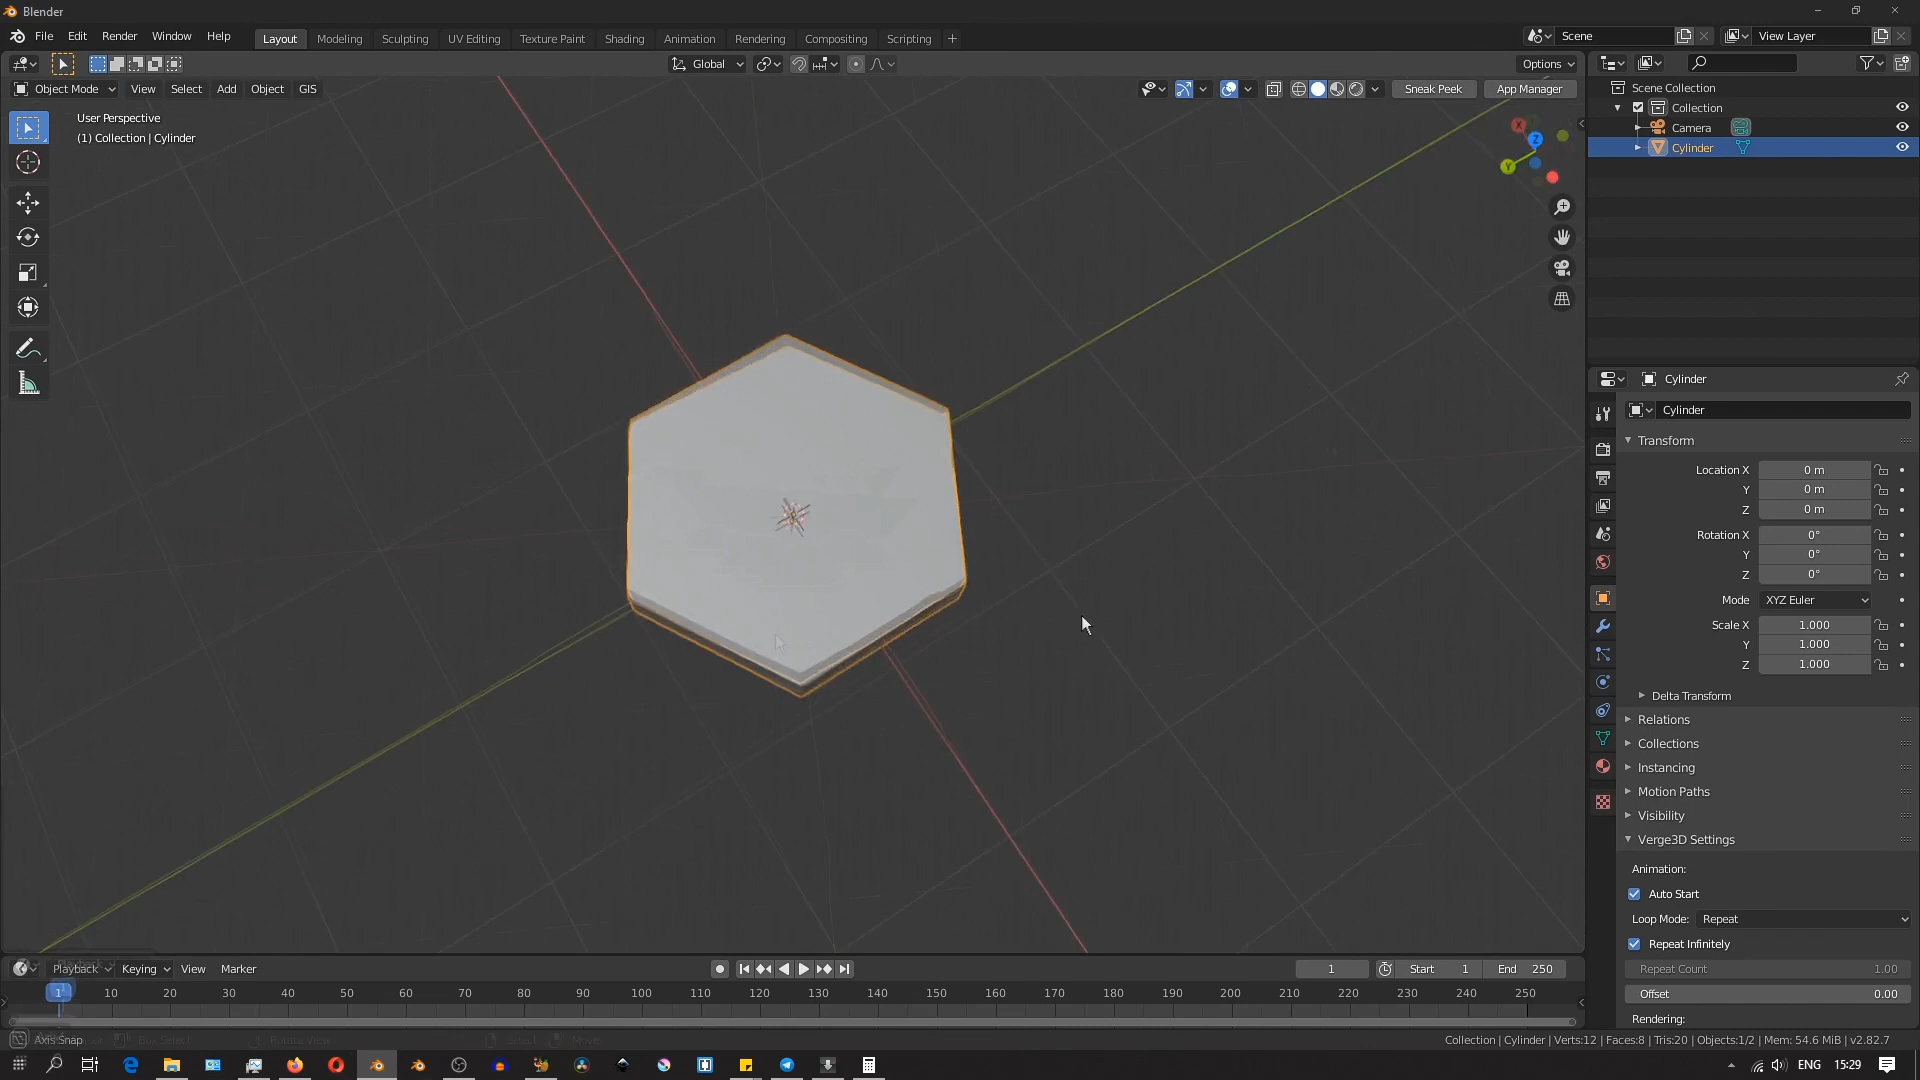 Blender
File Edit Render Window Help
Layout Modeling Sculpting UV Editing Texture Paint Shading Animation Rendering Compositing Scripting
Scene
View Layer
Global
Options
Object Mode View Select Add Object GIS
Sneak Peek
App Manager
User Perspective
(1) Collection | Cylinder
X
Z
Y
Scene Collection
Collection
Camera
Cylinder
Cylinder
Cylinder
Transform
Location X 0 m
Y 0 m
Z 0 m
Rotation X 0°
Y 0°
Z 0°
Mode XYZ Euler
Scale X 1.000
Y 1.000
Z 1.000
Delta Transform
Relations
Collections
Instancing
Motion Paths
Visibility
Verge3D Settings
Animation:
Auto Start
Loop Mode: Repeat
Repeat Infinitely
Repeat Count 1.00
Offset 0.00
Rendering:
Playback Keying View Marker
1
Start 1
End 250
1 10 20 30 40 50 60 70 80 90 100 110 120 130 140 150 160 170 180 190 200 210 220 230 240 250
Axis Snap
Collection | Cylinder | Verts:12 | Faces:8 | Tris:20 | Objects:1/2 | Mem: 54.6 MiB | v2.82.7
ENG 15:29